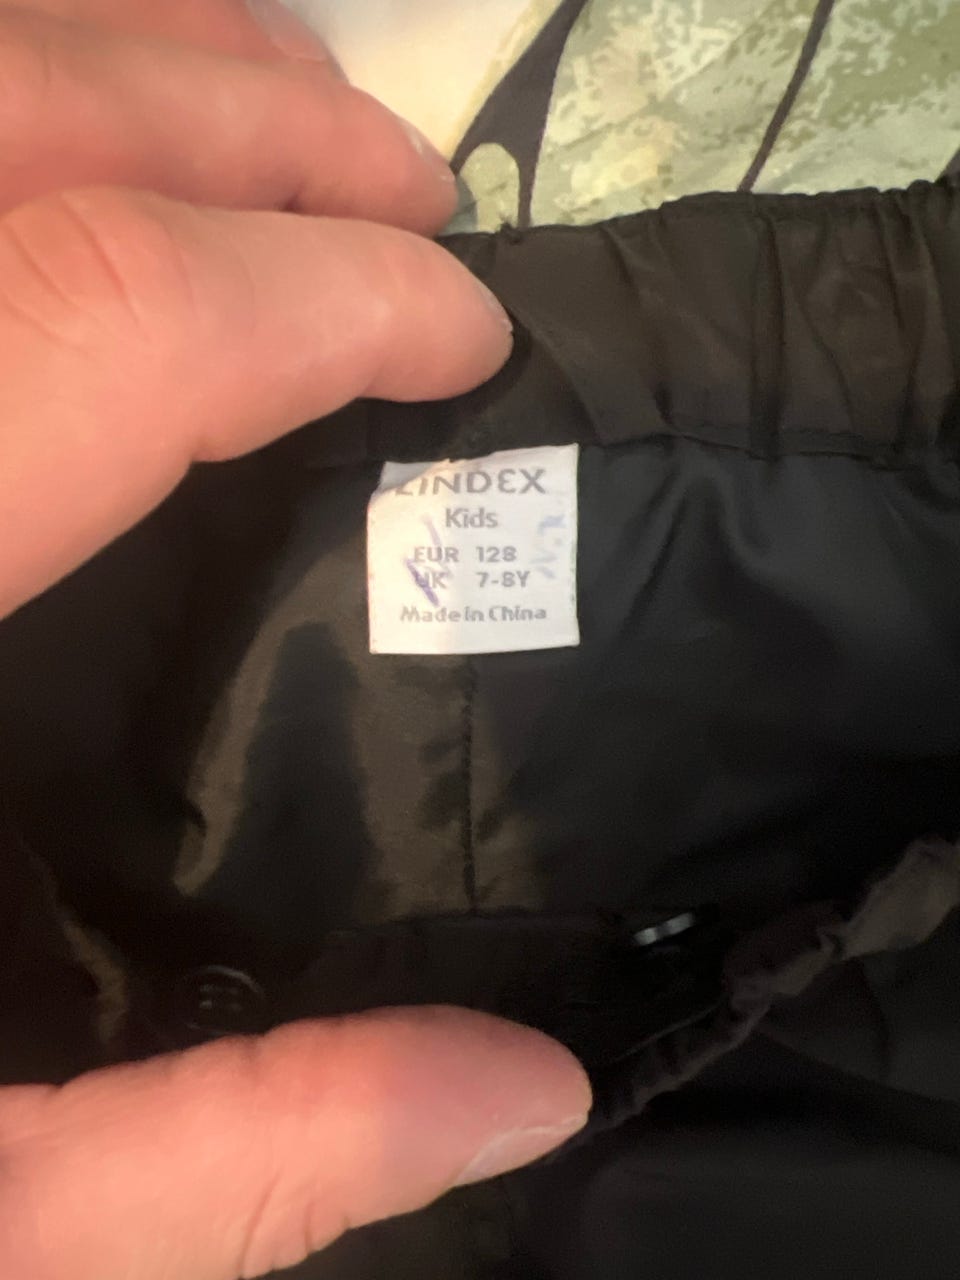 LINDEX
Kids
EUR 128
UK 7-8Y
Made in China